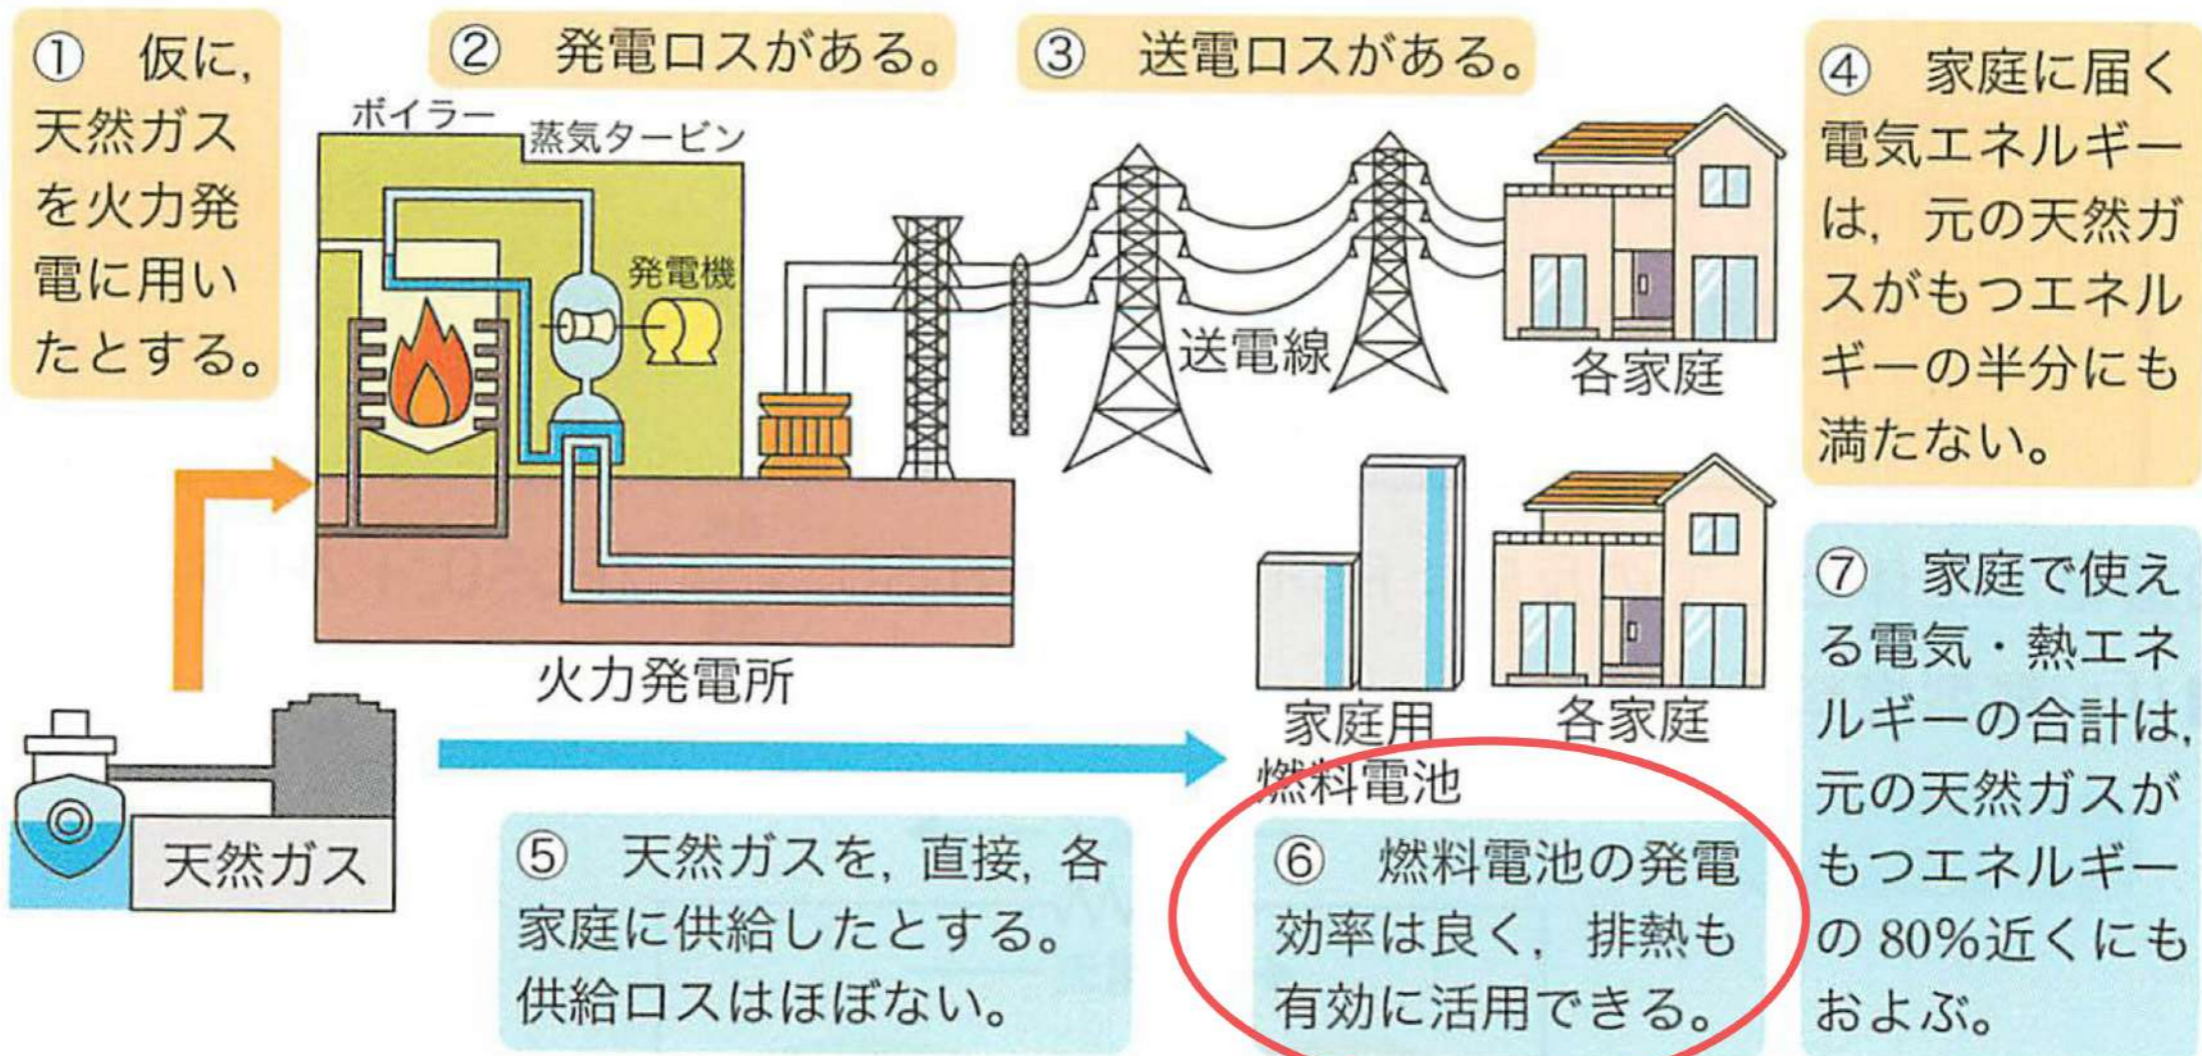 ① 仮に,
天然ガス
を火力発
電に用い
たとする。
② 発電ロスがある。
③ 送電ロスがある。
ボイラー
蒸気タービン
発電機
送電線
各家庭
④ 家庭に届く
電気エネルギー
は, 元の天然ガ
スがもつエネル
ギーの半分にも
満たない。
火力発電所
天然ガス
⑤ 天然ガスを, 直接, 各
家庭に供給したとする。
供給ロスはほぼない。
家庭用
燃料電池
各家庭
⑥ 燃料電池の発電
効率は良く, 排熱も
有効に活用できる。
⑦ 家庭で使え
る電気・熱エネ
ルギーの合計は,
元の天然ガスが
もつエネルギー
の80%近くにも
およぶ。